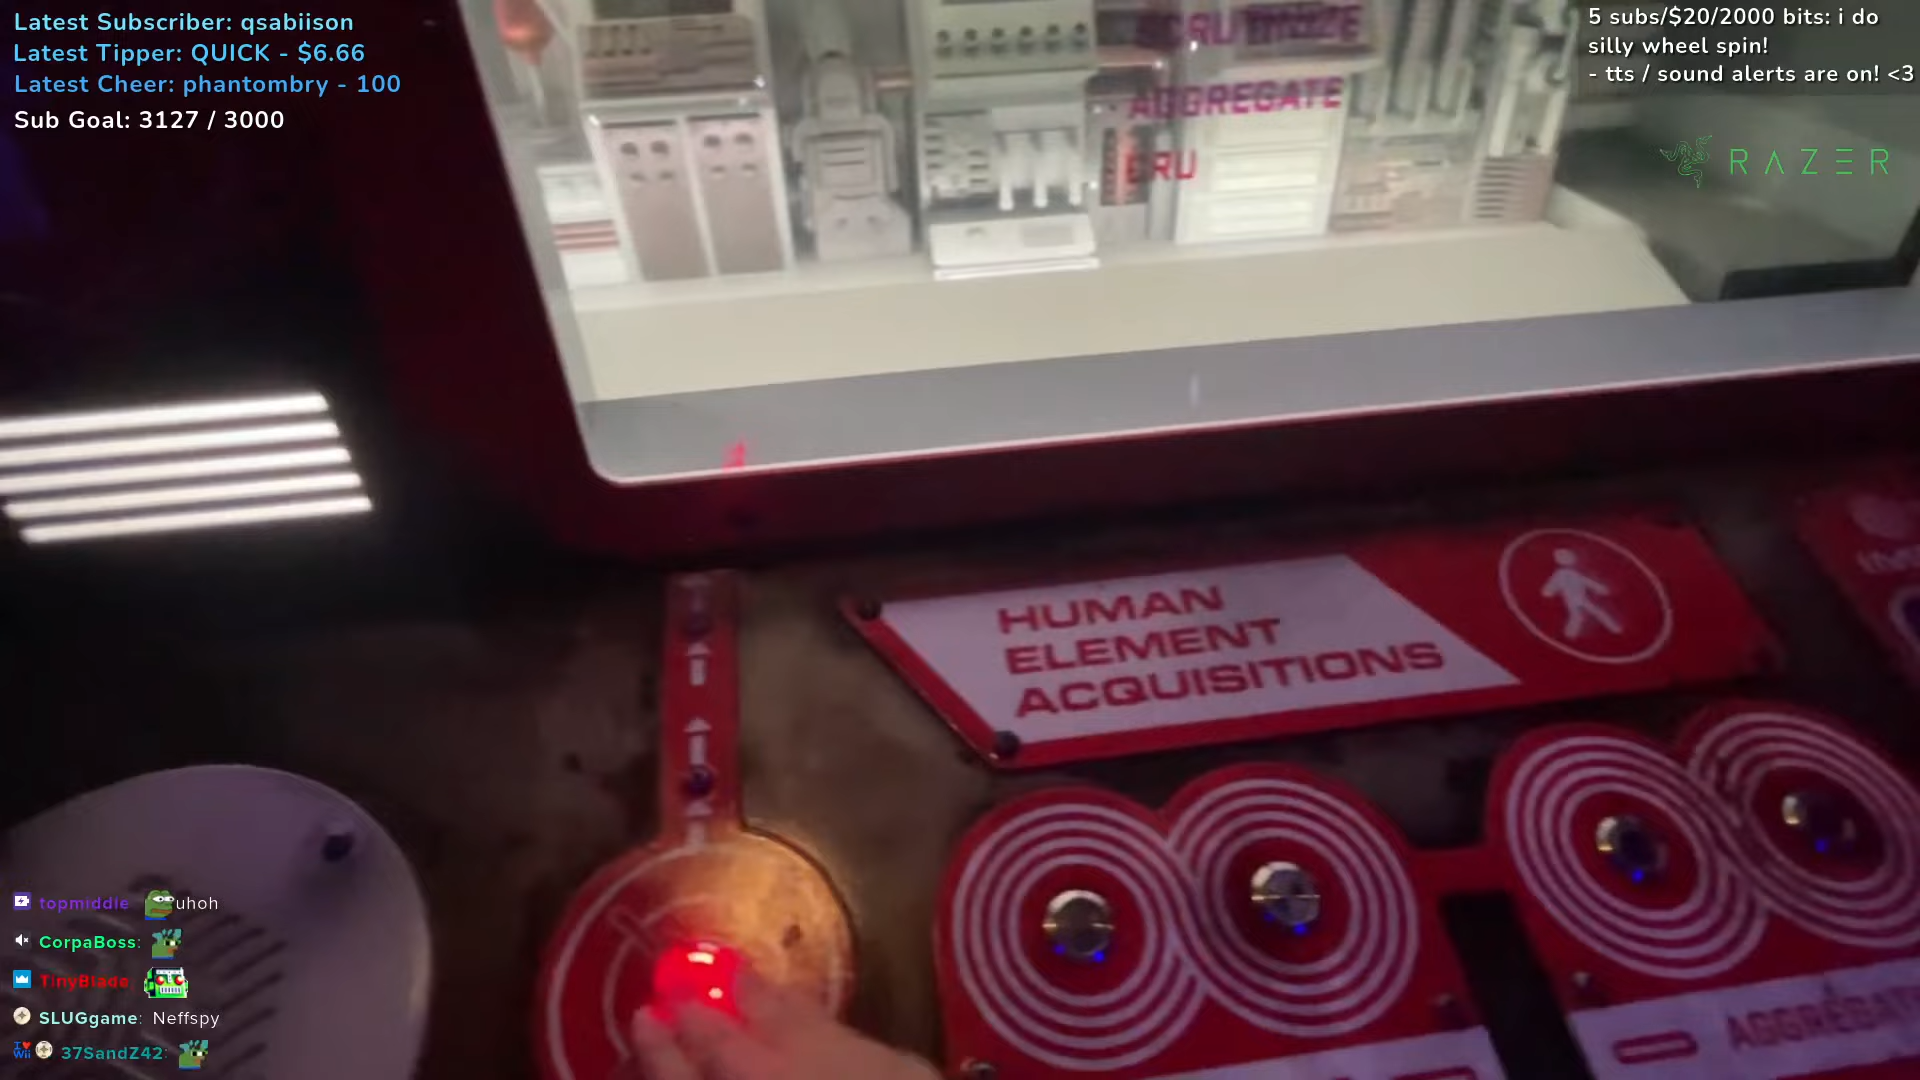 Latest Subscriber: qsabiison
Latest Tipper: QUICK - $6.66
Latest Cheer: phantombry - 100
Sub Goal: 3127 / 3000
5 subs/$20/2000 bits: i do
silly wheel spin!
- tts / sound alerts are on! <3
RAZER
AGGREGATE
HUMAN
ELEMENT
ACQUISITIONS
topmiddle uhoh
CorpaBoss:
TinyBlade
SLUGgame: Neffspy
37SandZ42: